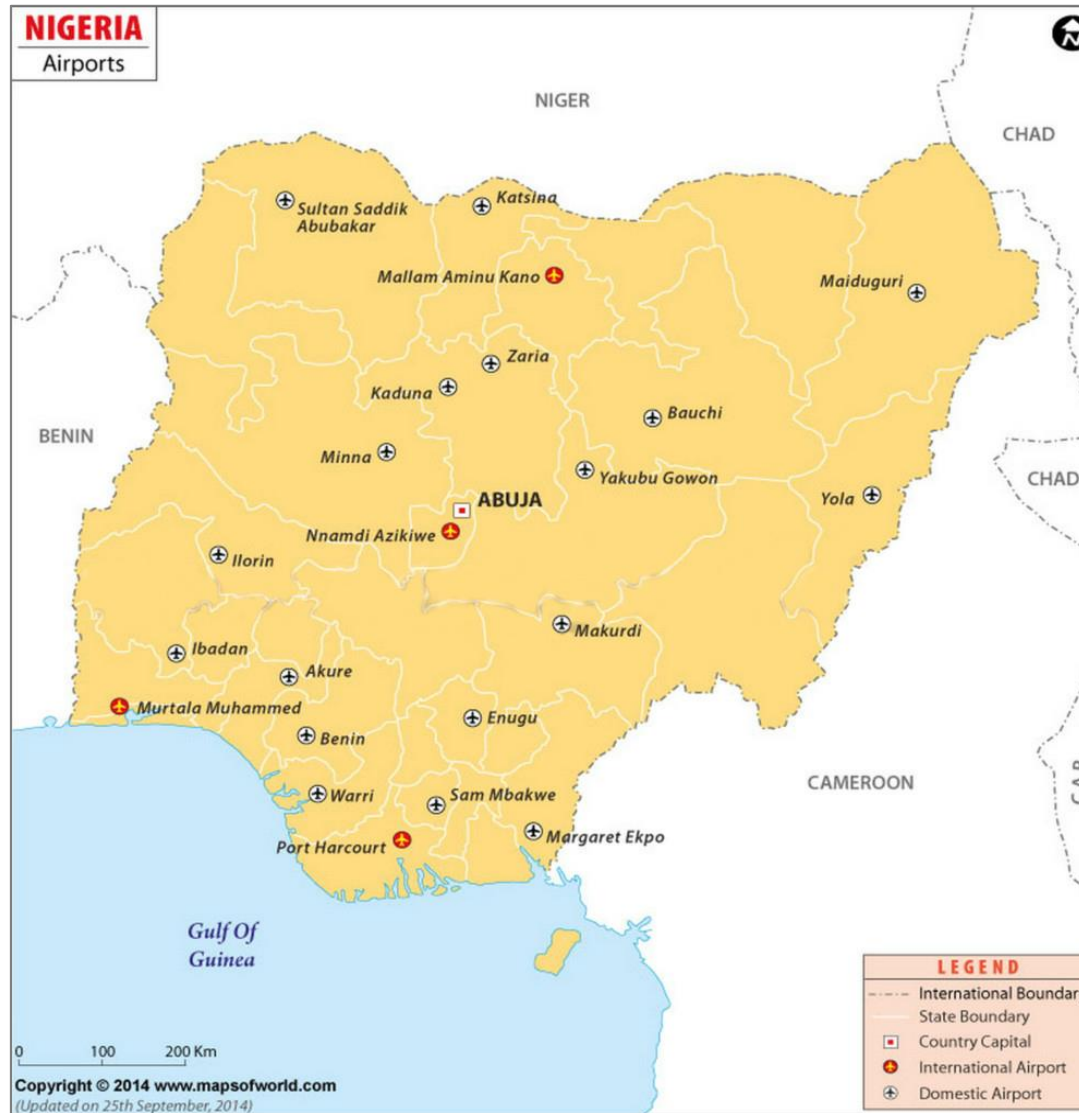 NIGERIA
Airports
N
NIGER
CHAD
Sultan Saddik
Abubakar
Katsina
Mallam Aminu Kano
Maiduguri
Zaria
Kaduna
Bauchi
BENIN
Minna
Yakubu Gowon
CHAD
ABUJA
Yola
Nnamdi Azikiwe
Ilorin
Makurdi
Ibadan
Akure
Murtala Muhammed
Enugu
Benin
CAMEROON
Warri
Sam Mbakwe
Margaret Ekpo
Port Harcourt
Gulf Of
Guinea
LEGEND
International Boundar
State Boundary
Country Capital
International Airport
Domestic Airport
0 100 200 Km
Copyright © 2014 www.mapsofworld.com
(Updated on 25th September, 2014)